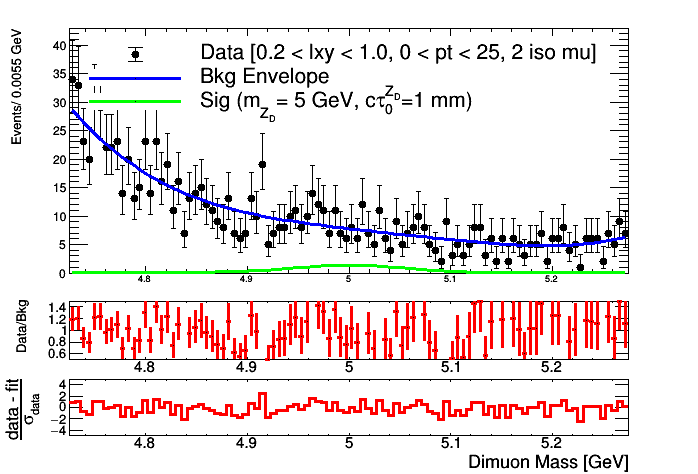 Events/ 0.0055 GeV
40
35
30
25
20
15
10
5
0
Data [0.2 < lxy < 1.0, 0 < pt < 25, 2 iso mu]
Bkg Envelope
Sig (m_{Z_D} = 5 GeV, cτ_0^{Z_D}=1 mm)
4.8 4.9 5 5.1 5.2
Data/Bkg
1.4
1.2
1
0.8
0.6
4.8 4.9 5 5.1 5.2
data - fit
σ_data
4
2
0
−2
−4
4.8 4.9 5 5.1 5.2
Dimuon Mass [GeV]